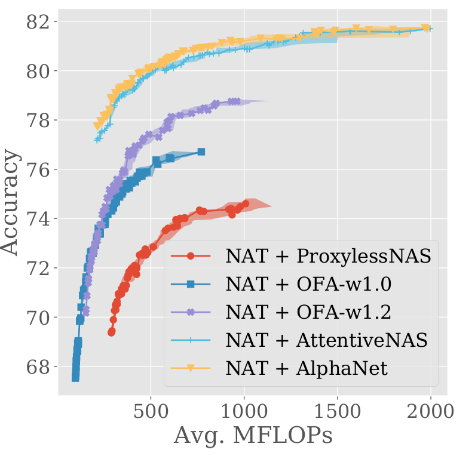 82
80
78
76
74
72
70
68
Accuracy
NAT + ProxylessNAS
NAT + OFA-w1.0
NAT + OFA-w1.2
NAT + AttentiveNAS
NAT + AlphaNet
500 1000 1500 2000
Avg. MFLOPs